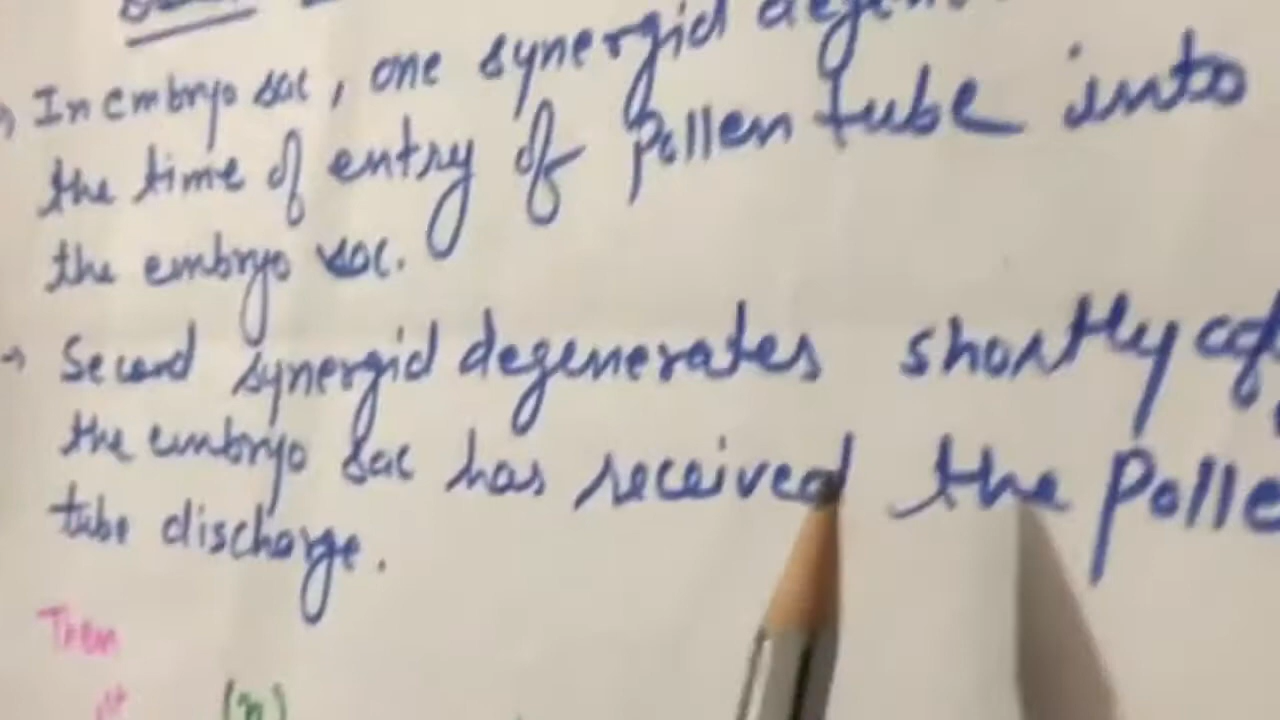 In embryo sac, one synergid
the time of entry of Pollen tube into
the embryo sac.
→ Second synergid degenerates shortly
the embryo sac has received the Polle
tube discharge.
Then
(n)